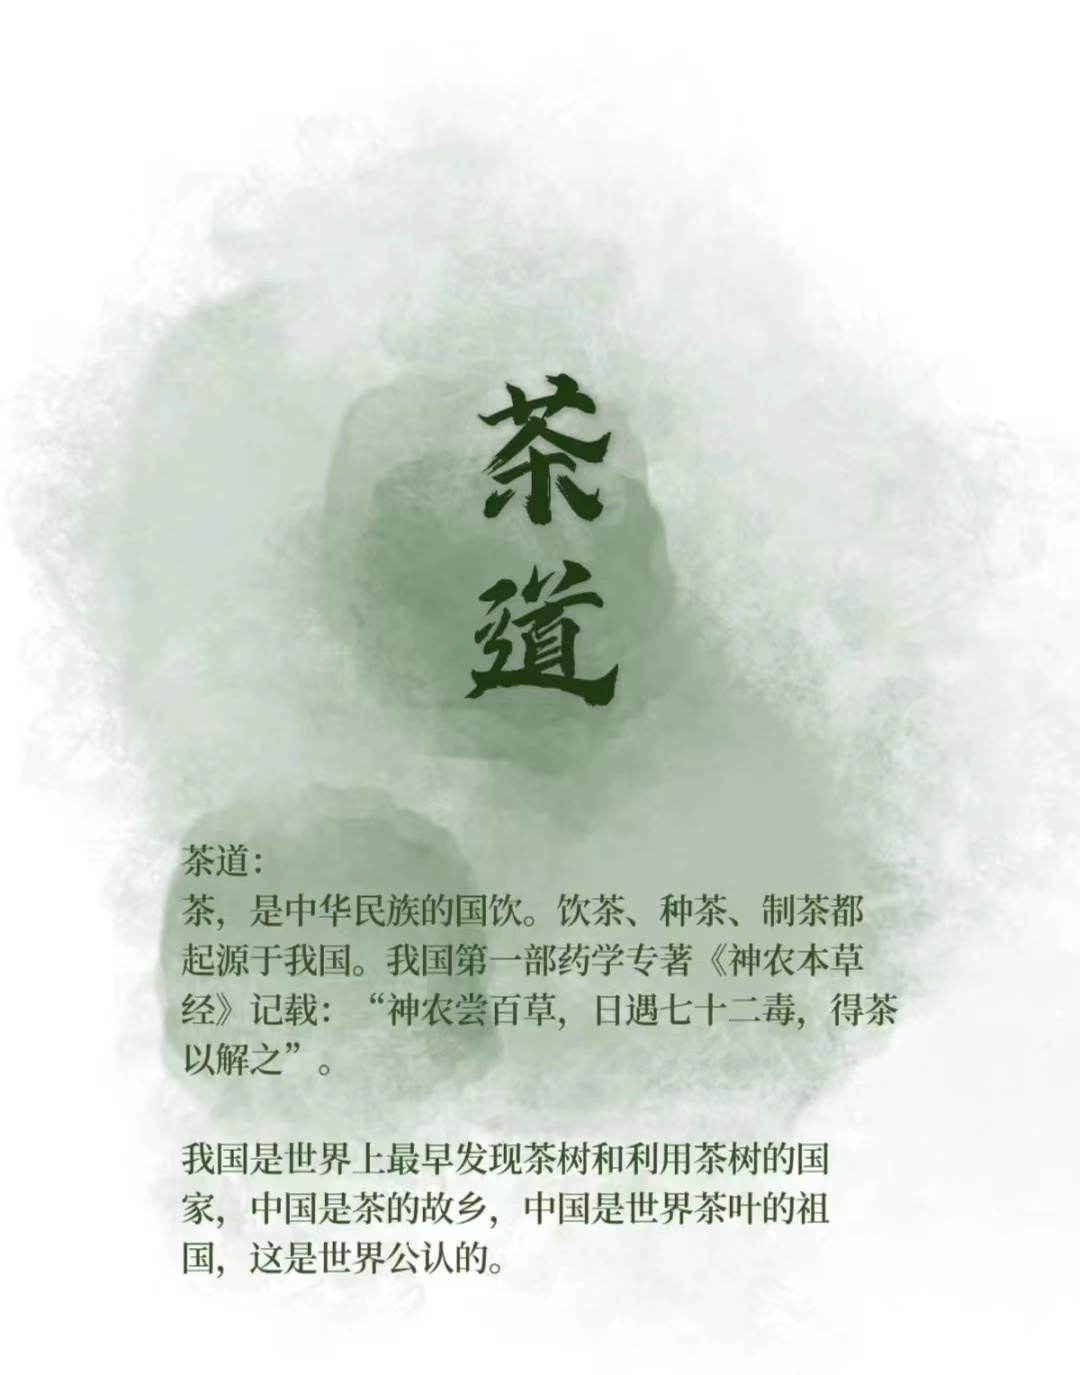 茶
道
茶道：
茶，是中华民族的国饮。饮茶、种茶、制茶都
起源于我国。我国第一部药学专著《神农本草
经》记载：“神农尝百草，日遇七十二毒，得茶
以解之”。
我国是世界上最早发现茶树和利用茶树的国
家，中国是茶的故乡，中国是世界茶叶的祖
国，这是世界公认的。